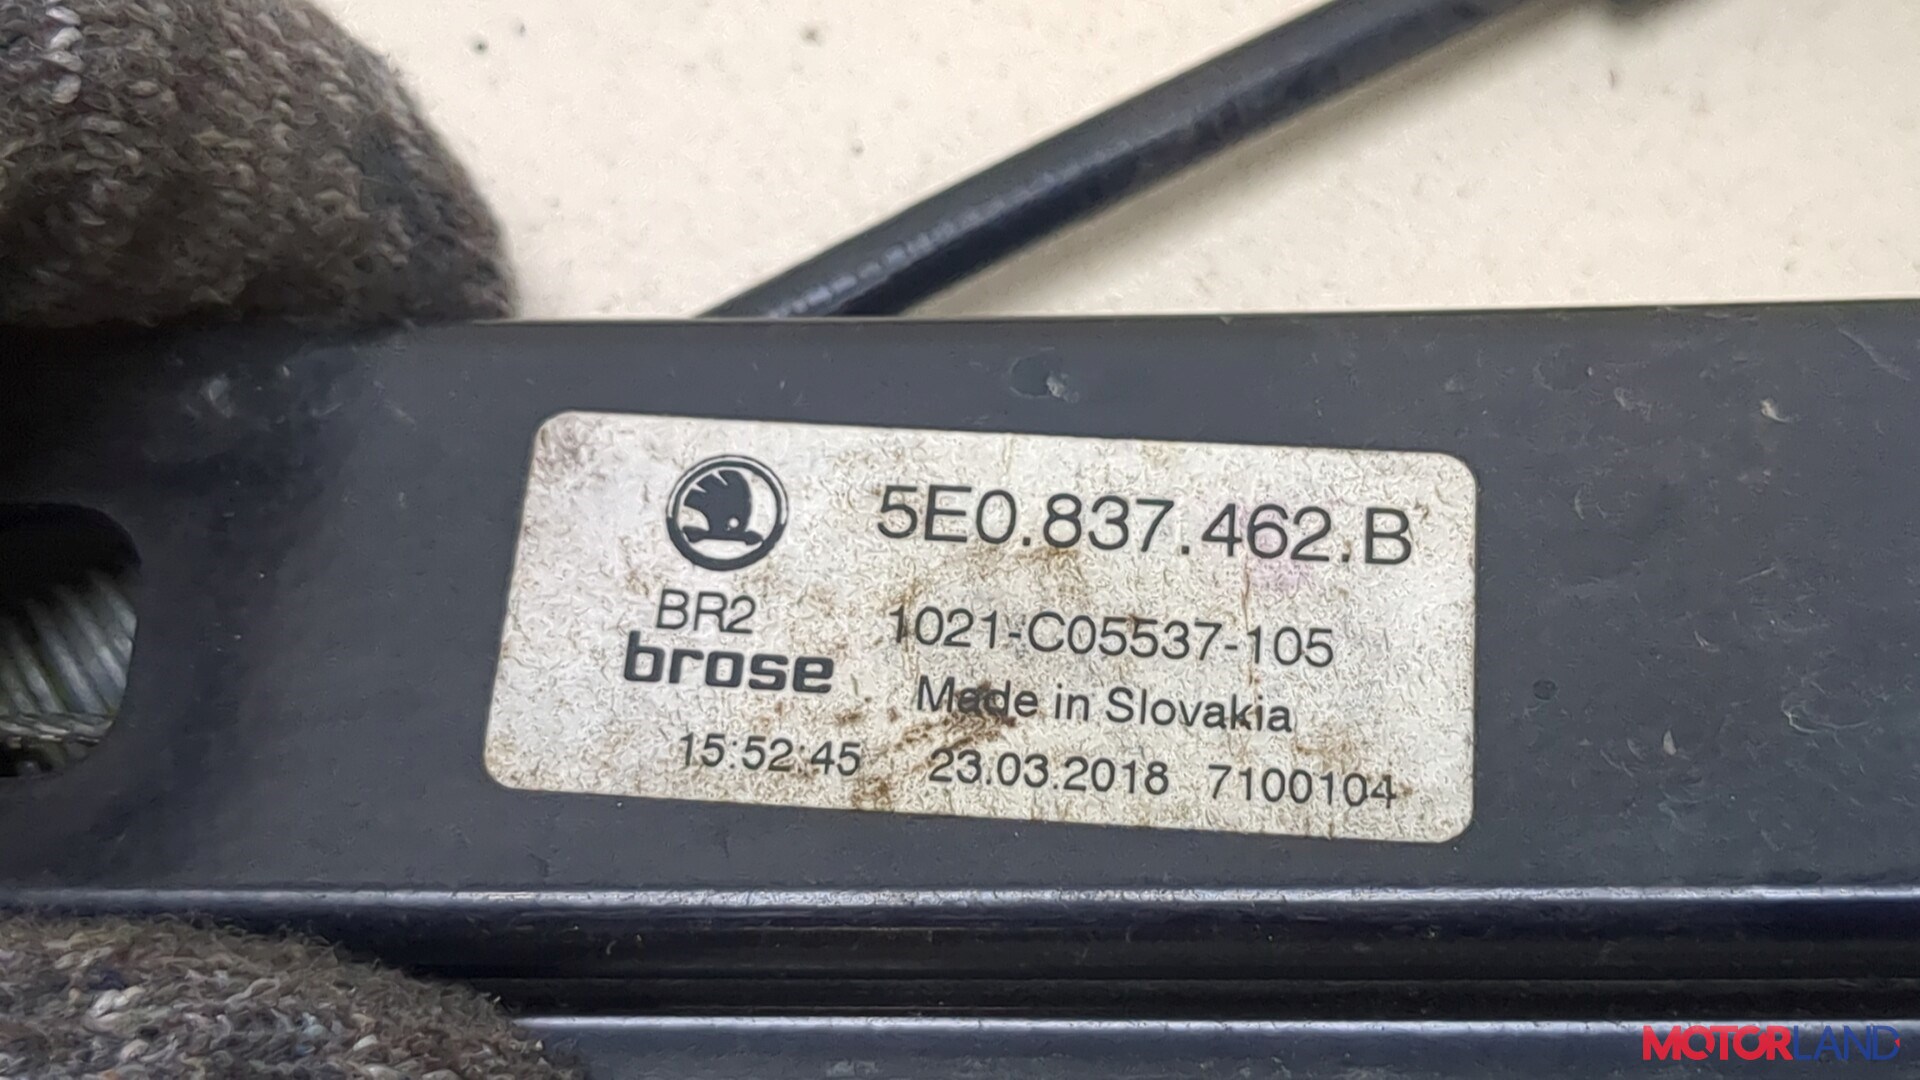 5E0.837.462.B
BR2
1021-C05537-105
brose
Made in Slovakia
15:52:45 23.03.2018 7100104
MOTORLAND